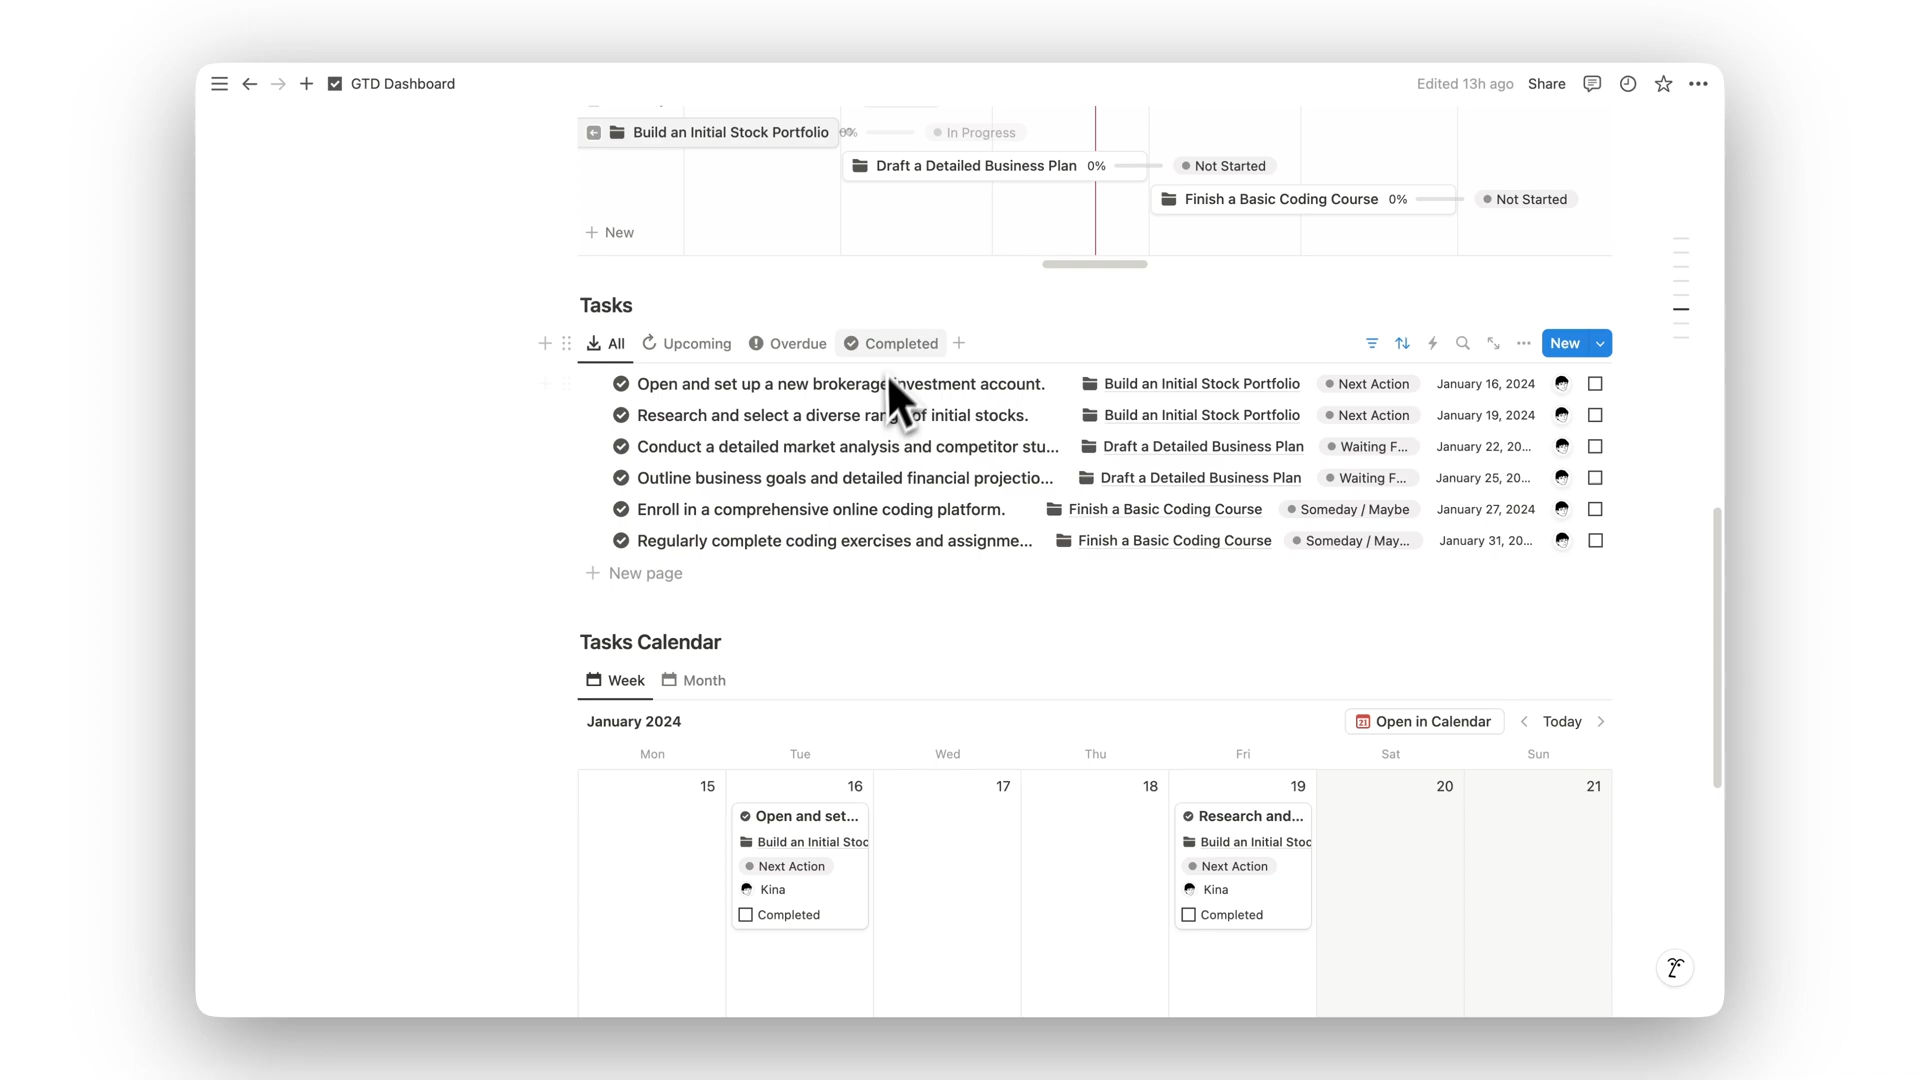 GTD Dashboard
Edited 13h ago Share
Build an Initial Stock Portfolio In Progress
Draft a Detailed Business Plan 0% Not Started
Finish a Basic Coding Course 0% Not Started
New
Tasks
All Upcoming Overdue Completed New
Open and set up a new brokerage investment account. Build an Initial Stock Portfolio Next Action January 16, 2024
Research and select a diverse range of initial stocks. Build an Initial Stock Portfolio Next Action January 19, 2024
Conduct a detailed market analysis and competitor stu... Draft a Detailed Business Plan Waiting F... January 22, 20...
Outline business goals and detailed financial projectio... Draft a Detailed Business Plan Waiting F... January 25, 20...
Enroll in a comprehensive online coding platform. Finish a Basic Coding Course Someday / Maybe January 27, 2024
Regularly complete coding exercises and assignme... Finish a Basic Coding Course Someday / May... January 31, 20...
New page
Tasks Calendar
Week Month
January 2024 21 Open in Calendar Today
Mon Tue Wed Thu Fri Sat Sun
15 16 17 18 19 20 21
Open and set... Research and...
Build an Initial Stoc Build an Initial Stoc
Next Action Next Action
Kina Kina
Completed Completed